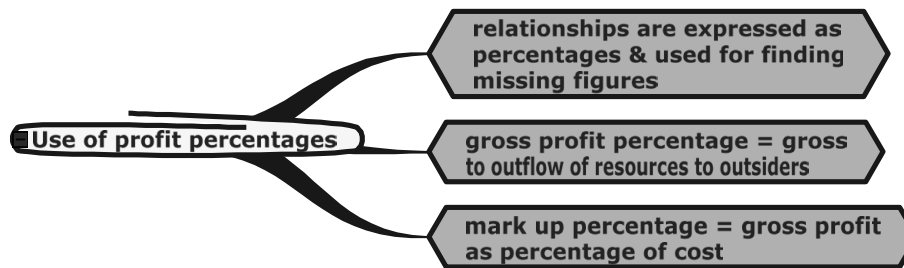 relationships are expressed as
percentages & used for finding
missing figures
Use of profit percentages
gross profit percentage = gross
to outflow of resources to outsiders
mark up percentage = gross profit
as percentage of cost